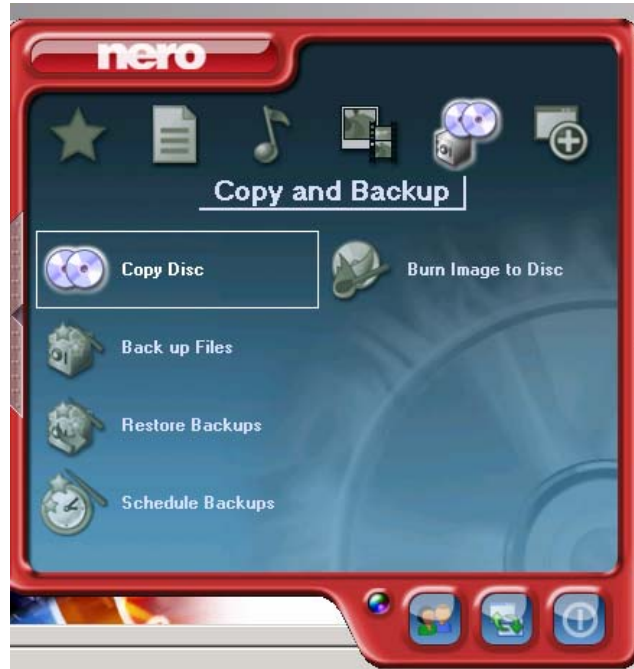 nero
Copy and Backup
Copy Disc
Burn Image to Disc
Back up Files
Restore Backups
Schedule Backups